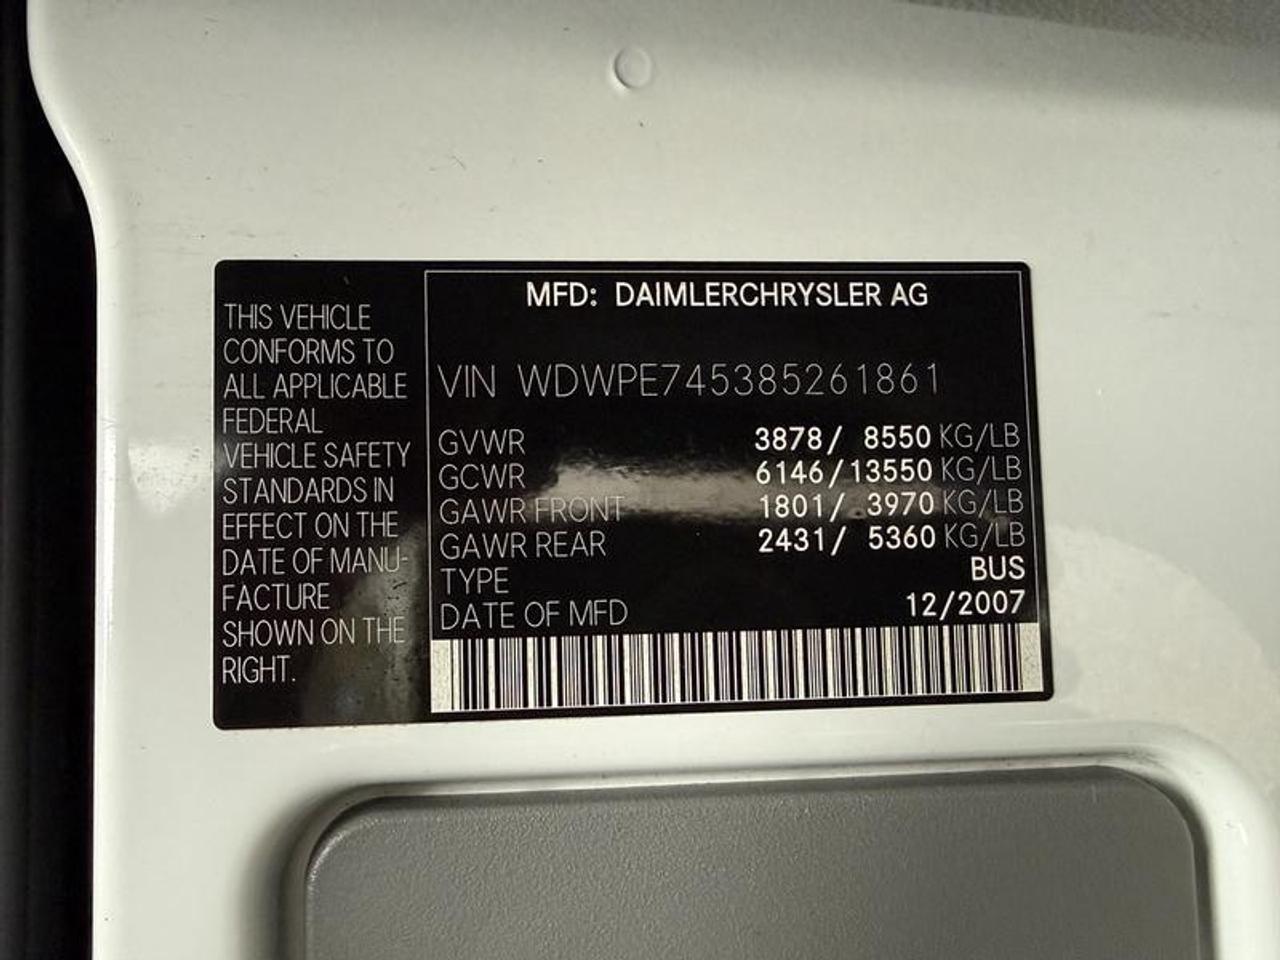 THIS VEHICLE
CONFORMS TO
ALL APPLICABLE
FEDERAL
VEHICLE SAFETY
STANDARDS IN
EFFECT ON THE
DATE OF MANU-
FACTURE
SHOWN ON THE
RIGHT.
MFD: DAIMLERCHRYSLER AG
VIN WDWPE745385261861
GVWR 3878/ 8550 KG/LB
GCWR 6146/13550 KG/LB
GAWR FRONT 1801/ 3970 KG/LB
GAWR REAR 2431/ 5360 KG/LB
TYPE BUS
DATE OF MFD 12/2007